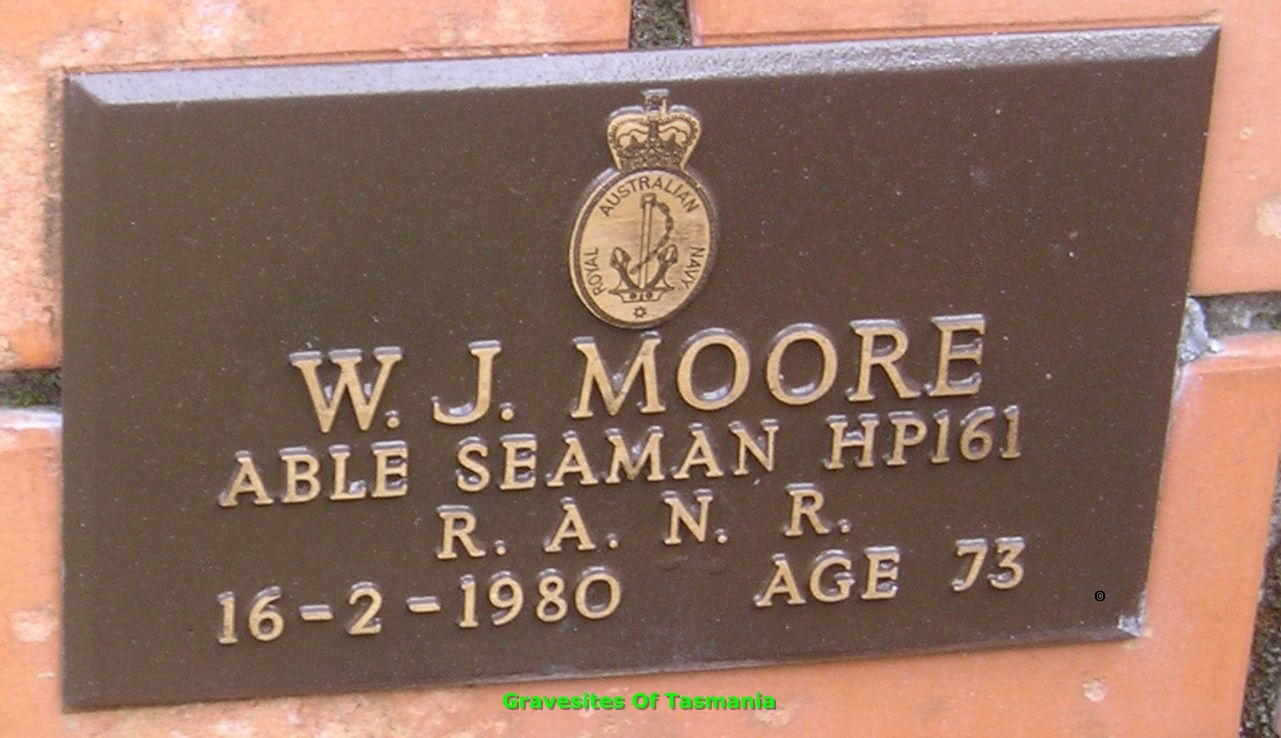 ROYAL AUSTRALIAN NAVY
W. J. MOORE
ABLE SEAMAN HP161
R. A. N. R.
16-2-1980 AGE 73
©
Gravesites Of Tasmania